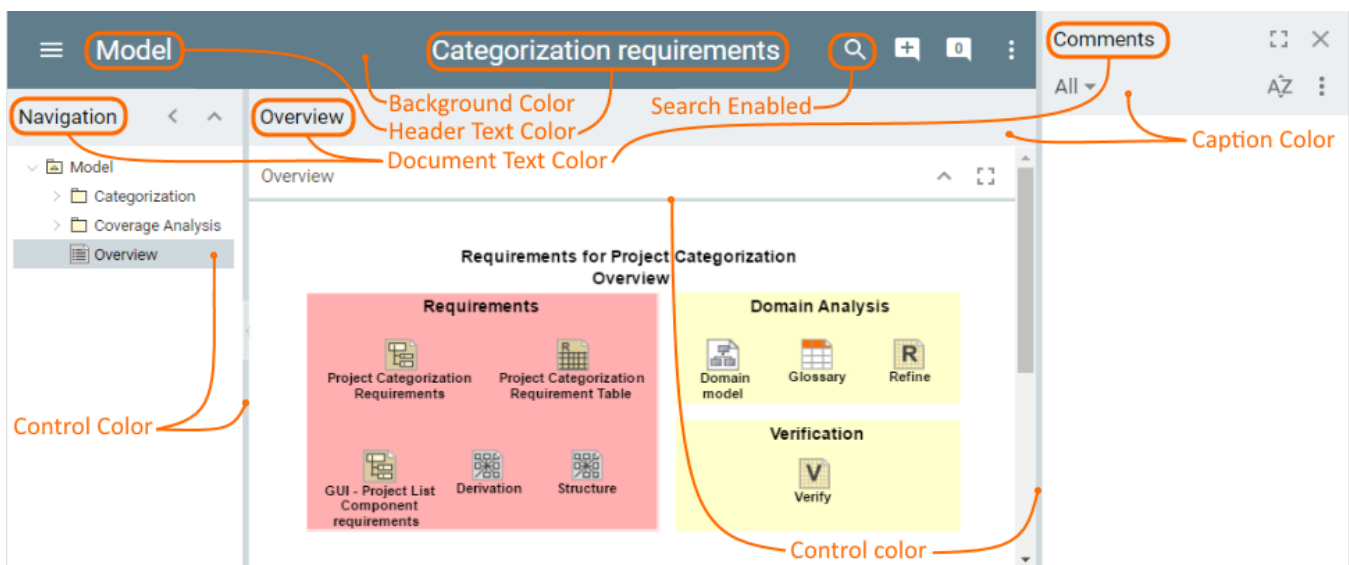 Model
Categorization requirements
0
Comments
All
AZ
Background Color
Search Enabled
Navigation
Overview
Header Text Color
Document Text Color
Caption Color
Model
Overview
Categorization
Coverage Analysis
Overview
Requirements for Project Categorization
Overview
Requirements
Domain Analysis
R
R
Project Categorization
Requirements
Project Categorization
Requirement Table
Domain
model
Glossary
Refine
Control Color
Verification
V
Verify
GUI - Project List
Component
requirements
Derivation
Structure
Control color